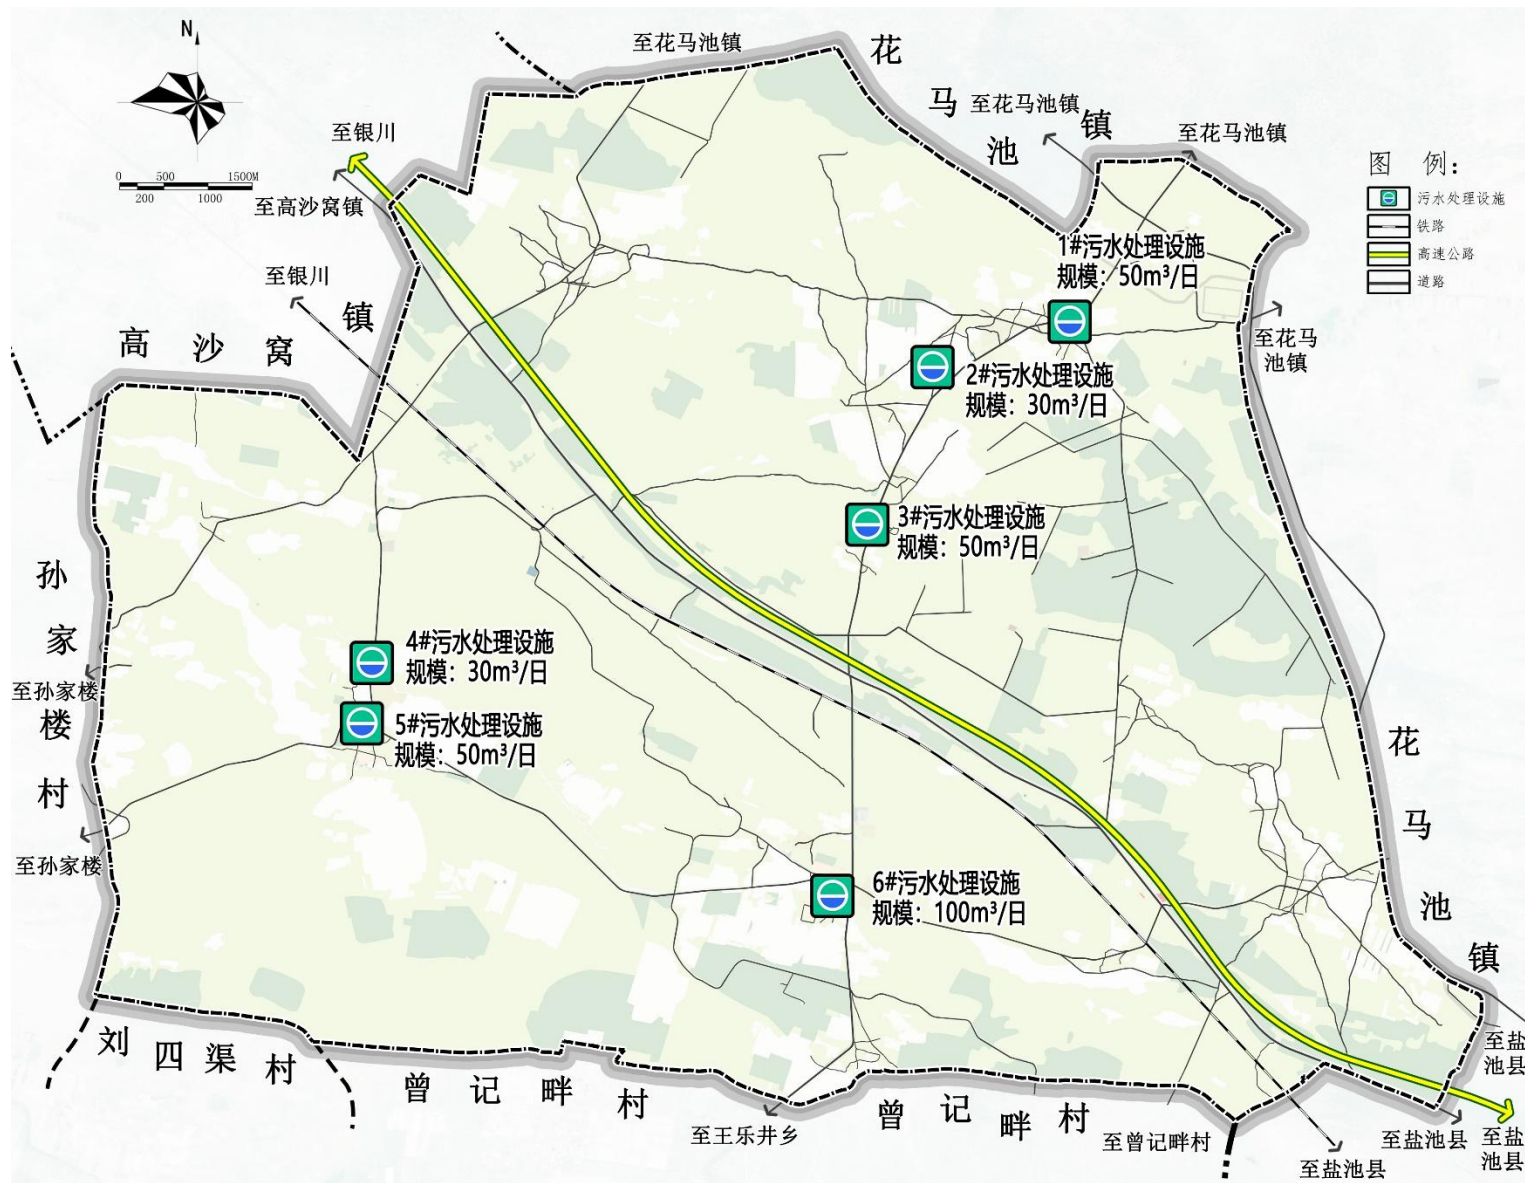 N
0 500 1500M
200 1000
至银川
至高沙窝镇
至银川
至花马池镇
花马池镇
至花马池镇
至花马池镇
图 例：
污水处理设施
铁路
高速公路
道路
高沙窝镇
1#污水处理设施
规模：50m³/日
2#污水处理设施
规模：30m³/日
至花马
池镇
3#污水处理设施
规模：50m³/日
孙家楼村
至孙家楼
4#污水处理设施
规模：30m³/日
5#污水处理设施
规模：50m³/日
至孙家楼
6#污水处理设施
规模：100m³/日
花马池镇
刘四渠村
曾记畔村
至王乐井乡
曾记畔村
至曾记畔村
至盐池县
至盐池县
至盐
池县
至盐
池县